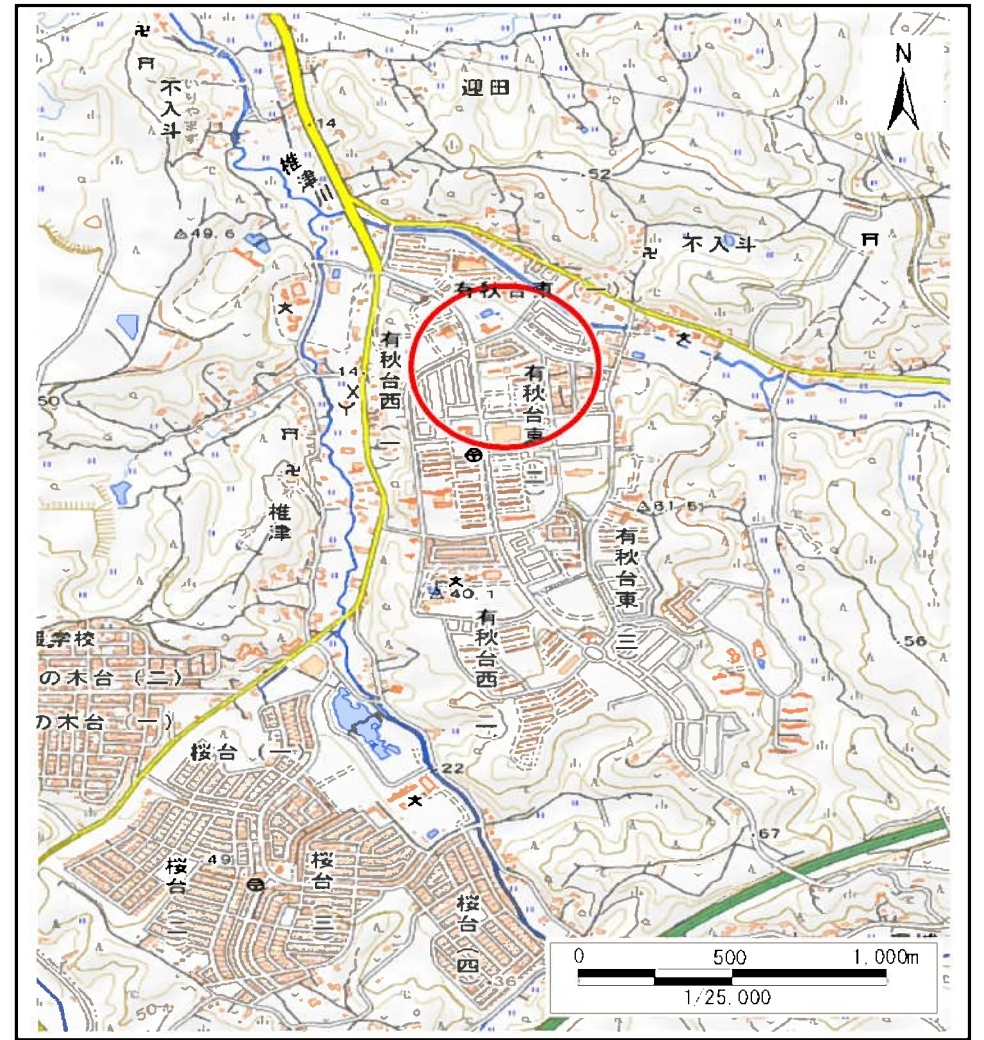 N
迎田
不入斗
いりやまず
14
椎津川
52
49.6
不入斗
有秋台東(一)
有秋台西(一)
14
50
有秋台東(二)
椎津
61.5
有秋台東(三)
40.1
有秋台西(二)
56
の木台(二)
の木台(一)
桜台(一)
22
67
49
桜台(二)
桜台(三)
桜台(四)
36
50
0 500 1,000m
1/25.000